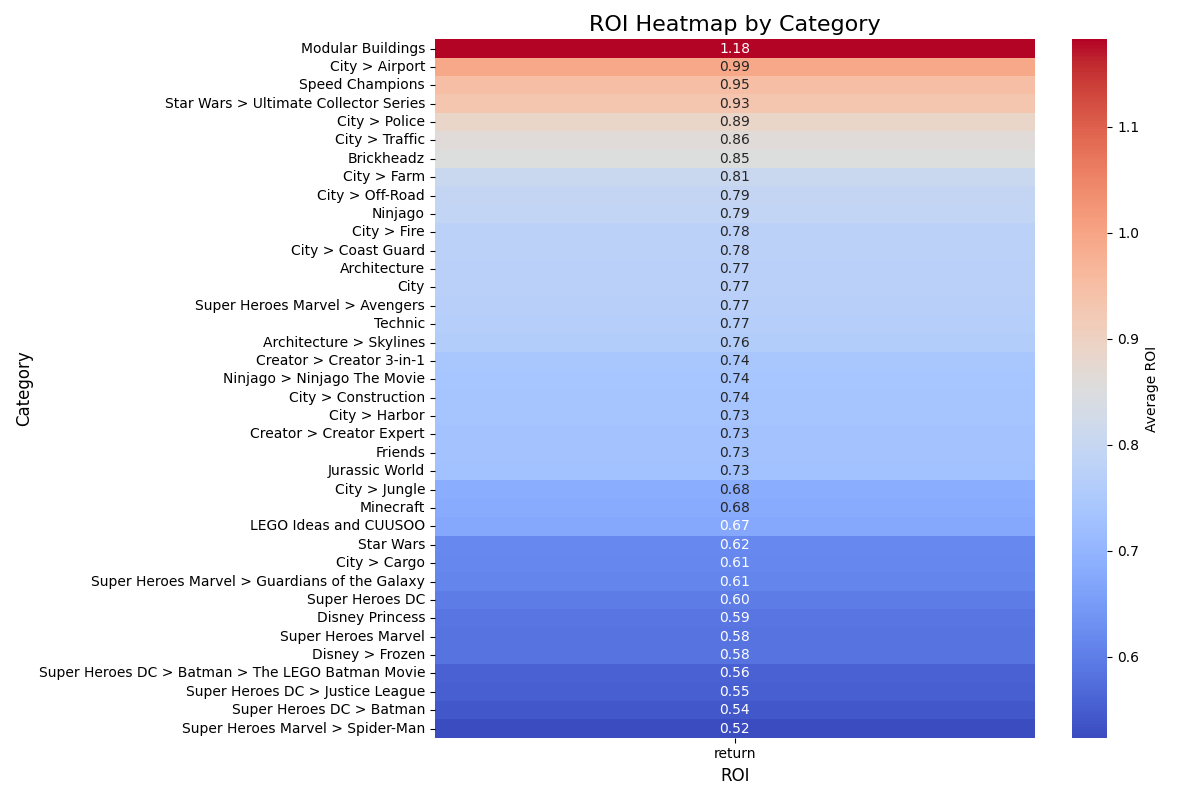 ROI Heatmap by Category
Modular Buildings 1.18
City > Airport 0.99
Speed Champions 0.95
Star Wars > Ultimate Collector Series 0.93
City > Police 0.89
City > Traffic 0.86
Brickheadz 0.85
City > Farm 0.81
City > Off-Road 0.79
Ninjago 0.79
City > Fire 0.78
City > Coast Guard 0.78
Architecture 0.77
City 0.77
Super Heroes Marvel > Avengers 0.77
Technic 0.77
Architecture > Skylines 0.76
Creator > Creator 3-in-1 0.74
Ninjago > Ninjago The Movie 0.74
City > Construction 0.74
City > Harbor 0.73
Creator > Creator Expert 0.73
Friends 0.73
Jurassic World 0.73
City > Jungle 0.68
Minecraft 0.68
LEGO Ideas and CUUSOO 0.67
Star Wars 0.62
City > Cargo 0.61
Super Heroes Marvel > Guardians of the Galaxy 0.61
Super Heroes DC 0.60
Disney Princess 0.59
Super Heroes Marvel 0.58
Disney > Frozen 0.58
Super Heroes DC > Batman > The LEGO Batman Movie 0.56
Super Heroes DC > Justice League 0.55
Super Heroes DC > Batman 0.54
Super Heroes Marvel > Spider-Man 0.52
return
ROI
Category
1.1
1.0
0.9
0.8
0.7
0.6
Average ROI